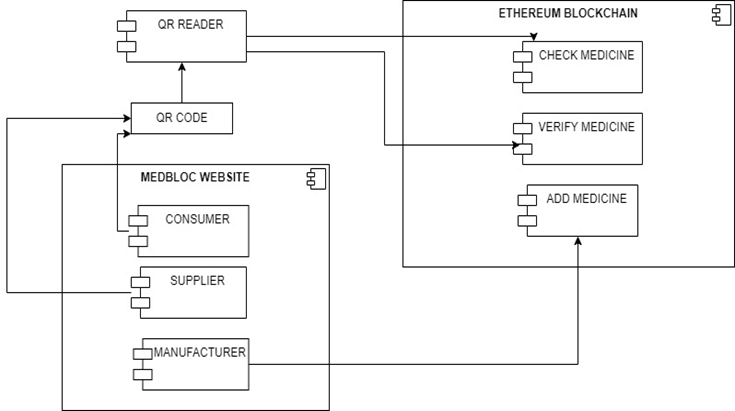 QR READER
ETHEREUM BLOCKCHAIN
CHECK MEDICINE
QR CODE
VERIFY MEDICINE
MEDBLOC WEBSITE
ADD MEDICINE
CONSUMER
SUPPLIER
MANUFACTURER